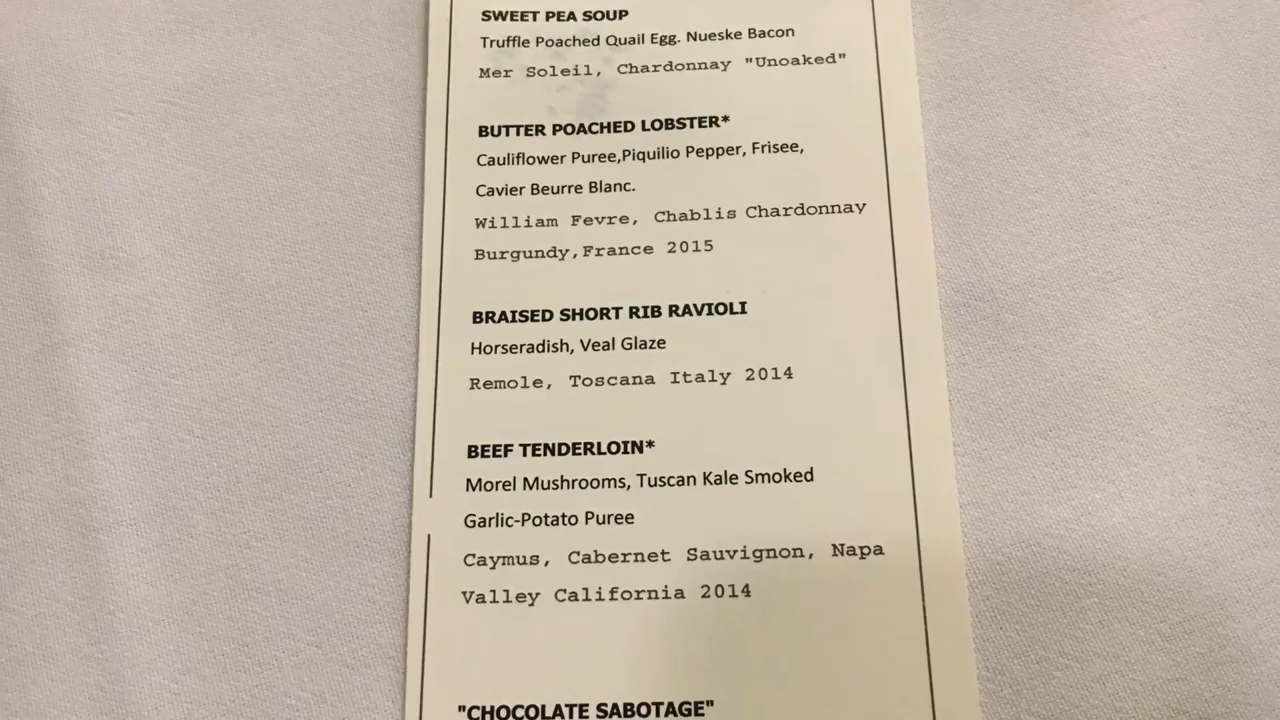 SWEET PEA SOUP
Truffle Poached Quail Egg. Nueske Bacon
Mer Soleil, Chardonnay "Unoaked"
BUTTER POACHED LOBSTER*
Cauliflower Puree,Piquilio Pepper, Frisee,
Cavier Beurre Blanc.
William Fevre, Chablis Chardonnay
Burgundy,France 2015
BRAISED SHORT RIB RAVIOLI
Horseradish, Veal Glaze
Remole, Toscana Italy 2014
BEEF TENDERLOIN*
Morel Mushrooms, Tuscan Kale Smoked
Garlic-Potato Puree
Caymus, Cabernet Sauvignon, Napa
Valley California 2014
"CHOCOLATE SABOTAGE"